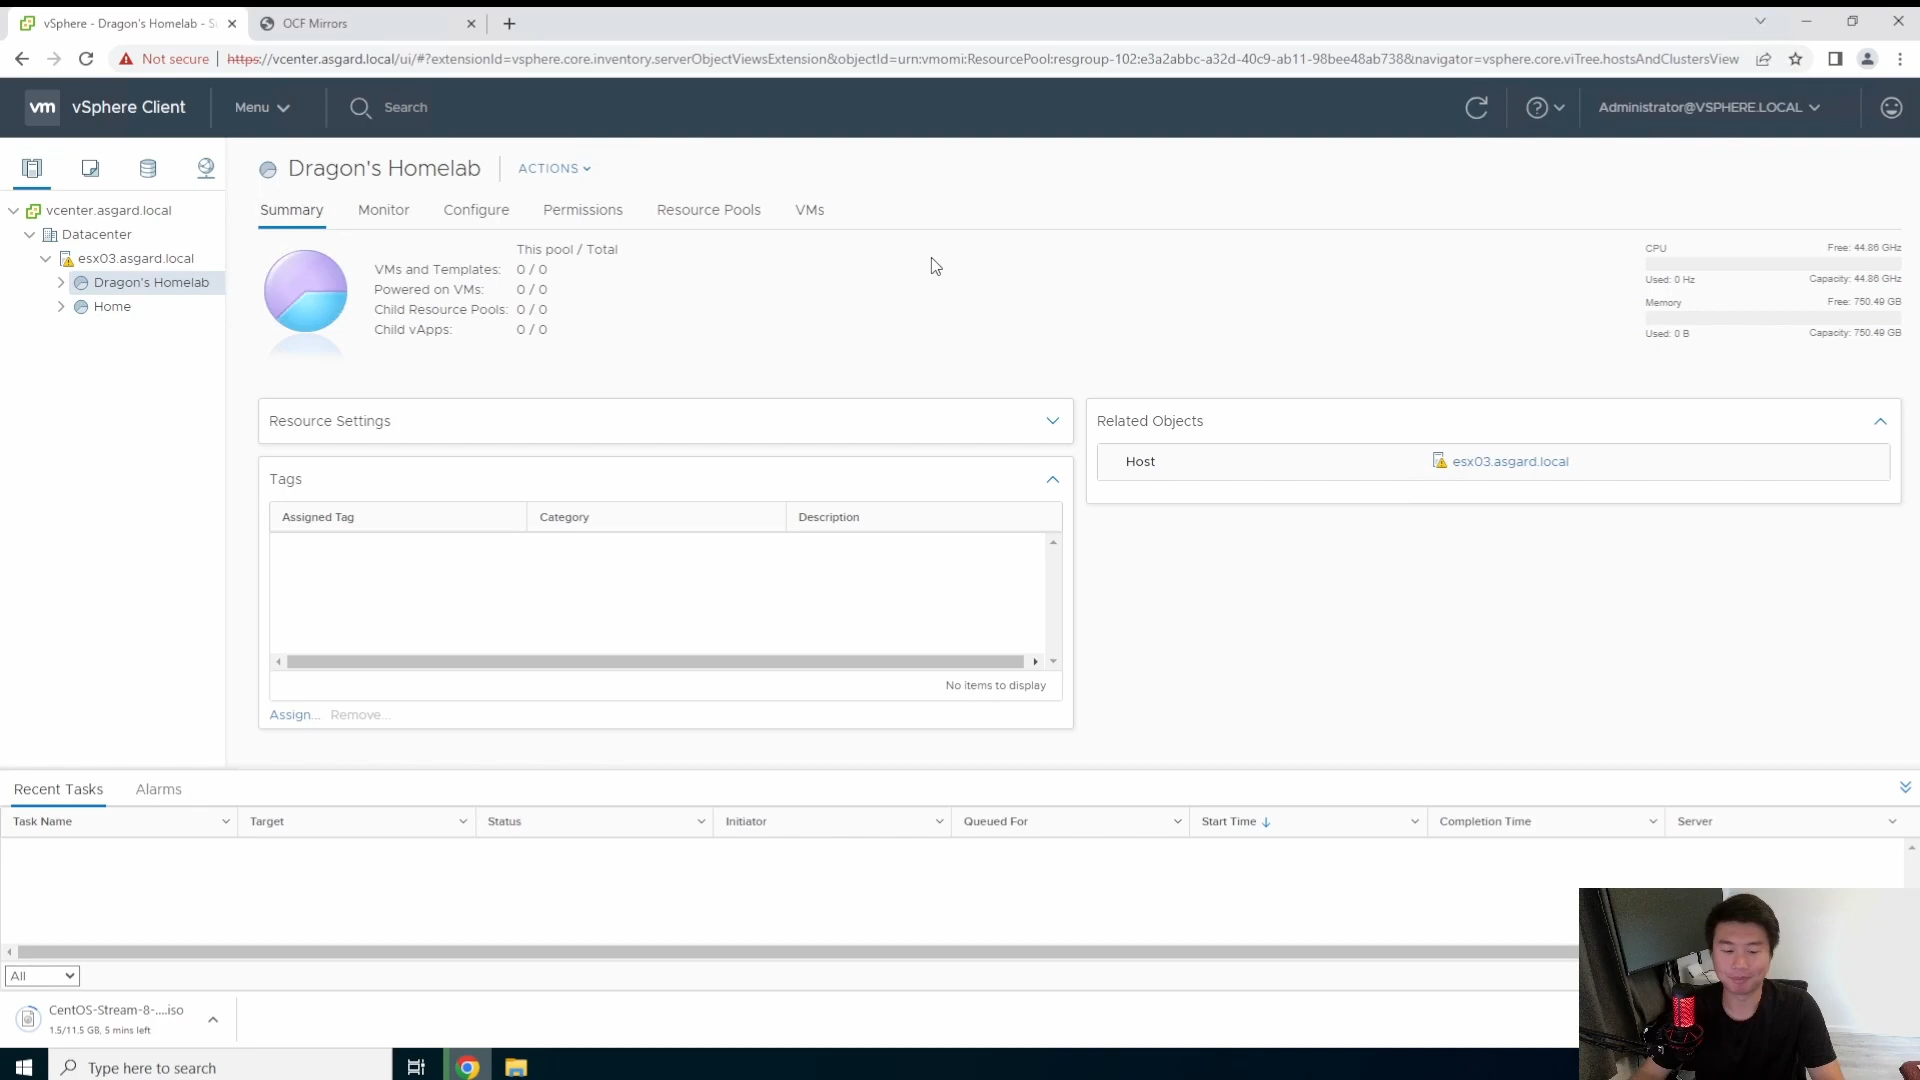 vSphere - Dragon's Homelab - S
OCF Mirrors
Not secure
https://vcenter.asgard.local/ui/#?extensionId=vsphere.core.inventory.serverObjectViewsExtension&objectId=urn:vmomi:ResourcePool:resgroup-102:e3a2abbc-a32d-40c9-ab11-98bee48ab738&navigator=vsphere.core.viTree.hostsAndClustersView
vm vSphere Client
Menu
Search
Administrator@VSPHERE.LOCAL
vcenter.asgard.local
Datacenter
esx03.asgard.local
Dragon's Homelab
Home
Dragon's Homelab
ACTIONS
Summary Monitor Configure Permissions Resource Pools VMs
This pool / Total
VMs and Templates: 0 / 0
Powered on VMs: 0 / 0
Child Resource Pools: 0 / 0
Child vApps: 0 / 0
CPU Free: 44.86 GHz
Used: 0 Hz Capacity: 44.86 GHz
Memory Free: 750.49 GB
Used: 0 B Capacity: 750.49 GB
Resource Settings
Tags
Assigned Tag Category Description
No items to display
Assign... Remove...
Related Objects
Host esx03.asgard.local
Recent Tasks Alarms
Task Name Target Status Initiator Queued For Start Time Completion Time Server
All
CentOS-Stream-8-....iso
1.5/11.5 GB, 5 mins left
Type here to search